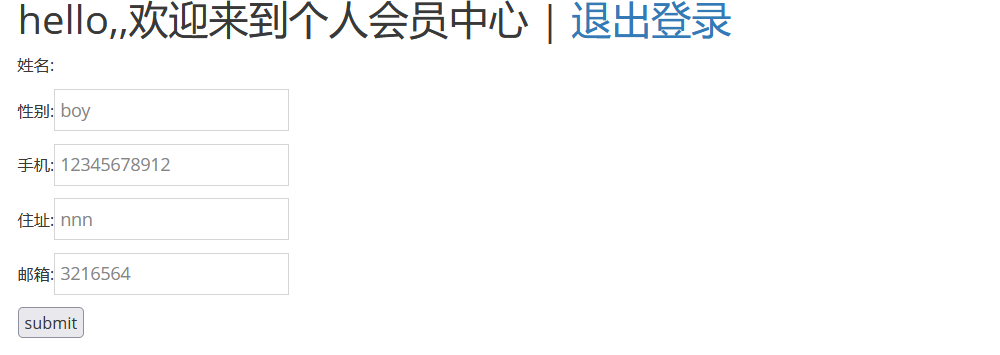 hello,,欢迎来到个人会员中心 | 退出登录
姓名:
性别: boy
手机: 12345678912
住址: nnn
邮箱: 3216564
submit